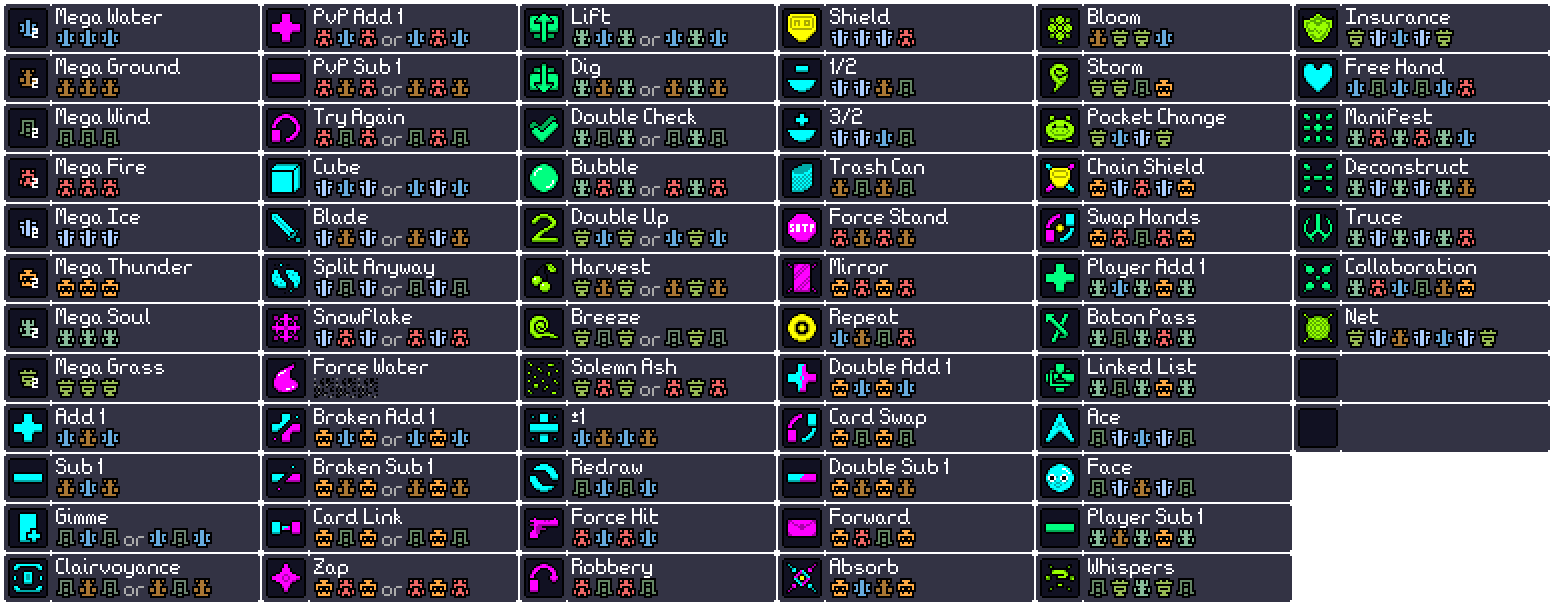 Mega Water
Mega Ground
Mega Wind
Mega Fire
Mega Ice
Mega Thunder
Mega Soul
Mega Grass
Add 1
Sub 1
Gimme
or
Clairvoyance
or
PvP Add 1
or
PvP Sub 1
or
Try Again
or
Cube
or
Blade
or
Split Anyway
or
Snowflake
or
Force Water
Broken Add 1
or
Broken Sub 1
or
Card Link
or
Zap
or
Lift
or
Dig
or
Double Check
or
Bubble
or
Double Up
or
Harvest
or
Breeze
or
Solemn Ash
or
±1
Redraw
Force Hit
Robbery
Shield
1/2
3/2
Trash Can
Force Stand
Mirror
Repeat
Double Add 1
Card Swap
Double Sub 1
Forward
Absorb
Bloom
Storm
Pocket Change
Chain Shield
Swap Hands
Player Add 1
Baton Pass
Linked List
Ace
Face
Player Sub 1
Whispers
Insurance
Free Hand
Manifest
Deconstruct
Truce
Collaboration
Net